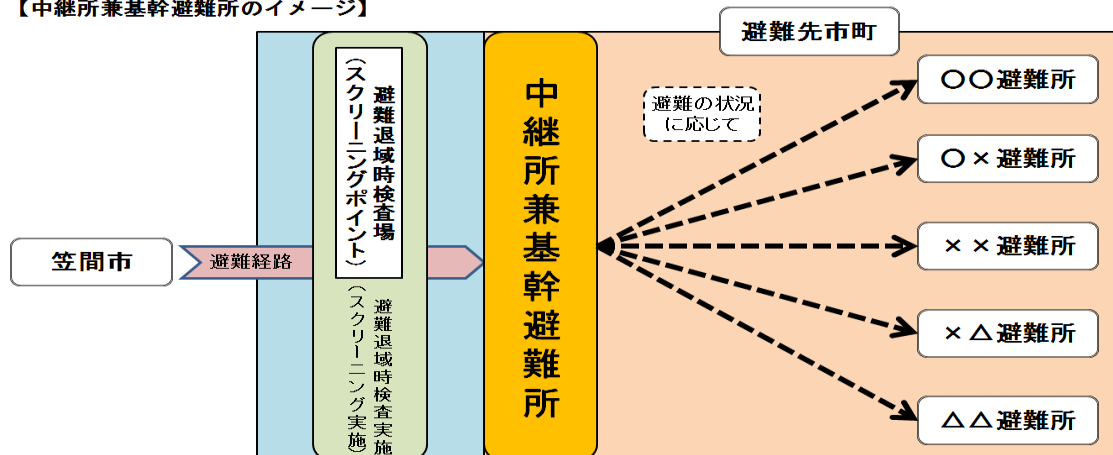 【中継所兼基幹避難所のイメージ】
避難先市町
笠間市
避難経路
避難退域時検査場
(スクリーニングポイント)
避難退域時検査実施
(スクリーニング実施)
中継所兼基幹避難所
避難の状況
に応じて
〇〇避難所
〇×避難所
××避難所
×△避難所
△△避難所